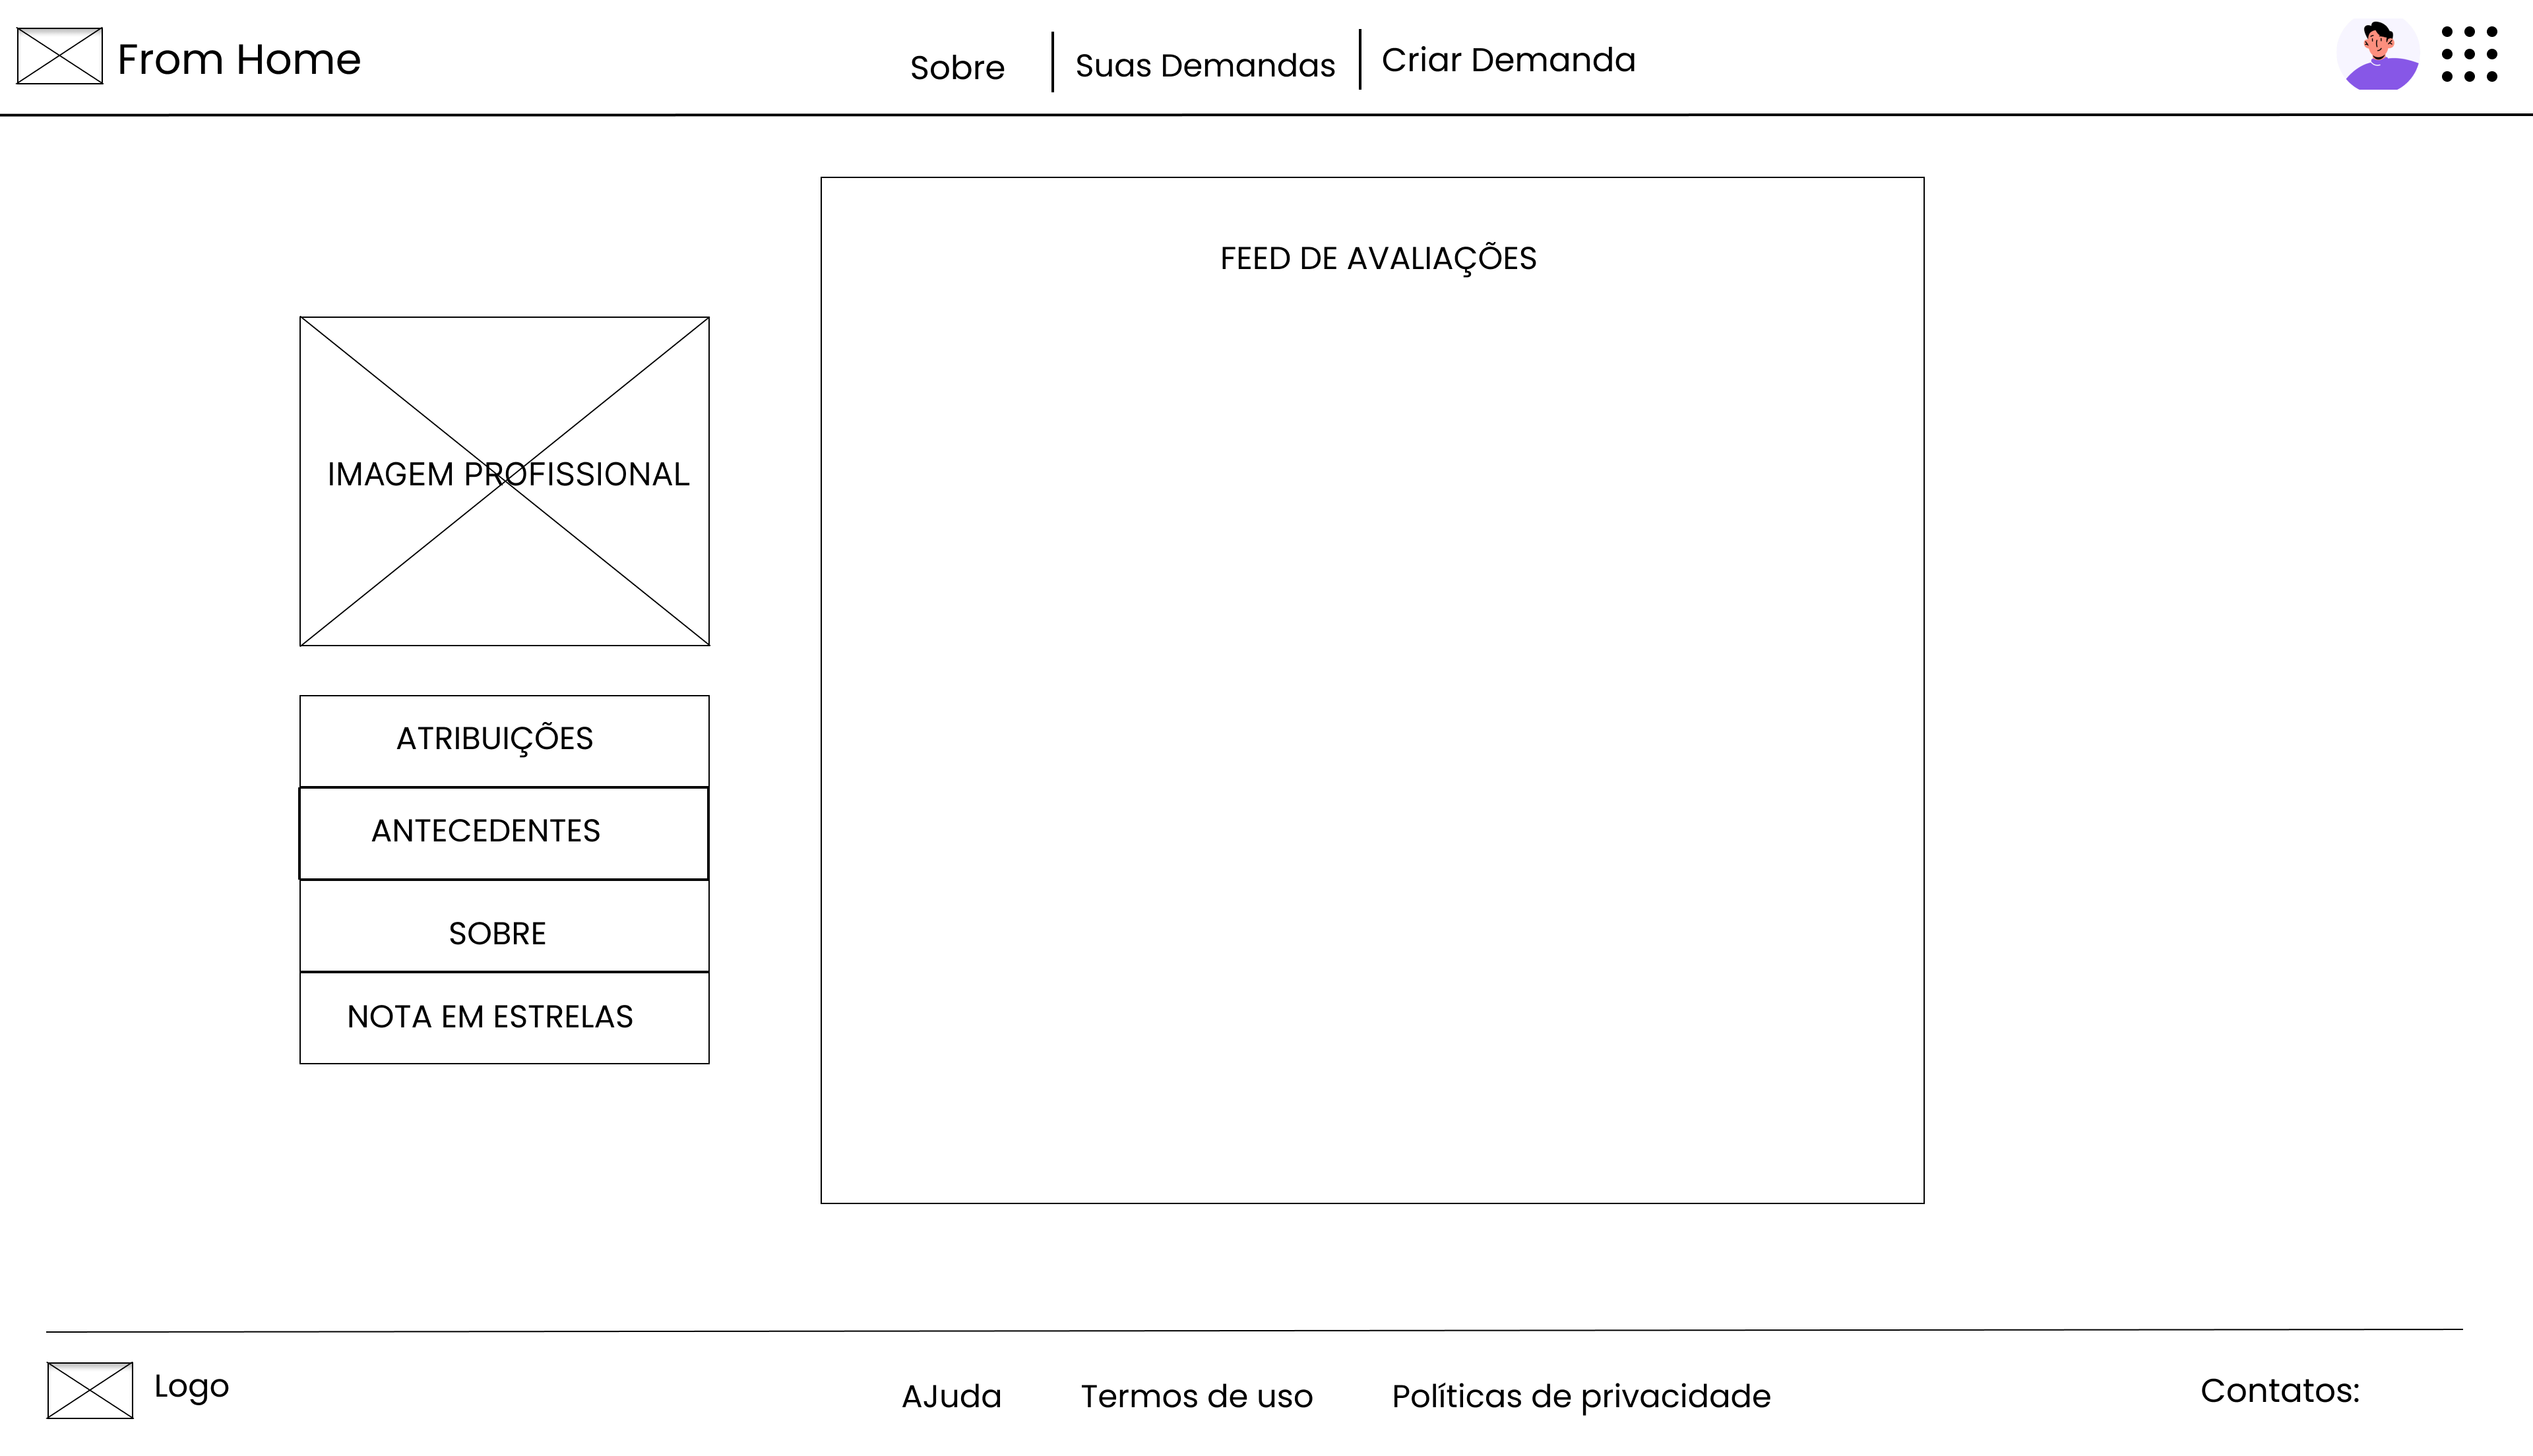 From Home
Sobre
Suas Demandas
Criar Demanda
FEED DE AVALIAÇÕES
IMAGEM PROFISSIONAL
ATRIBUIÇÕES
ANTECEDENTES
SOBRE
NOTA EM ESTRELAS
Logo
AJuda
Termos de uso
Políticas de privacidade
Contatos: